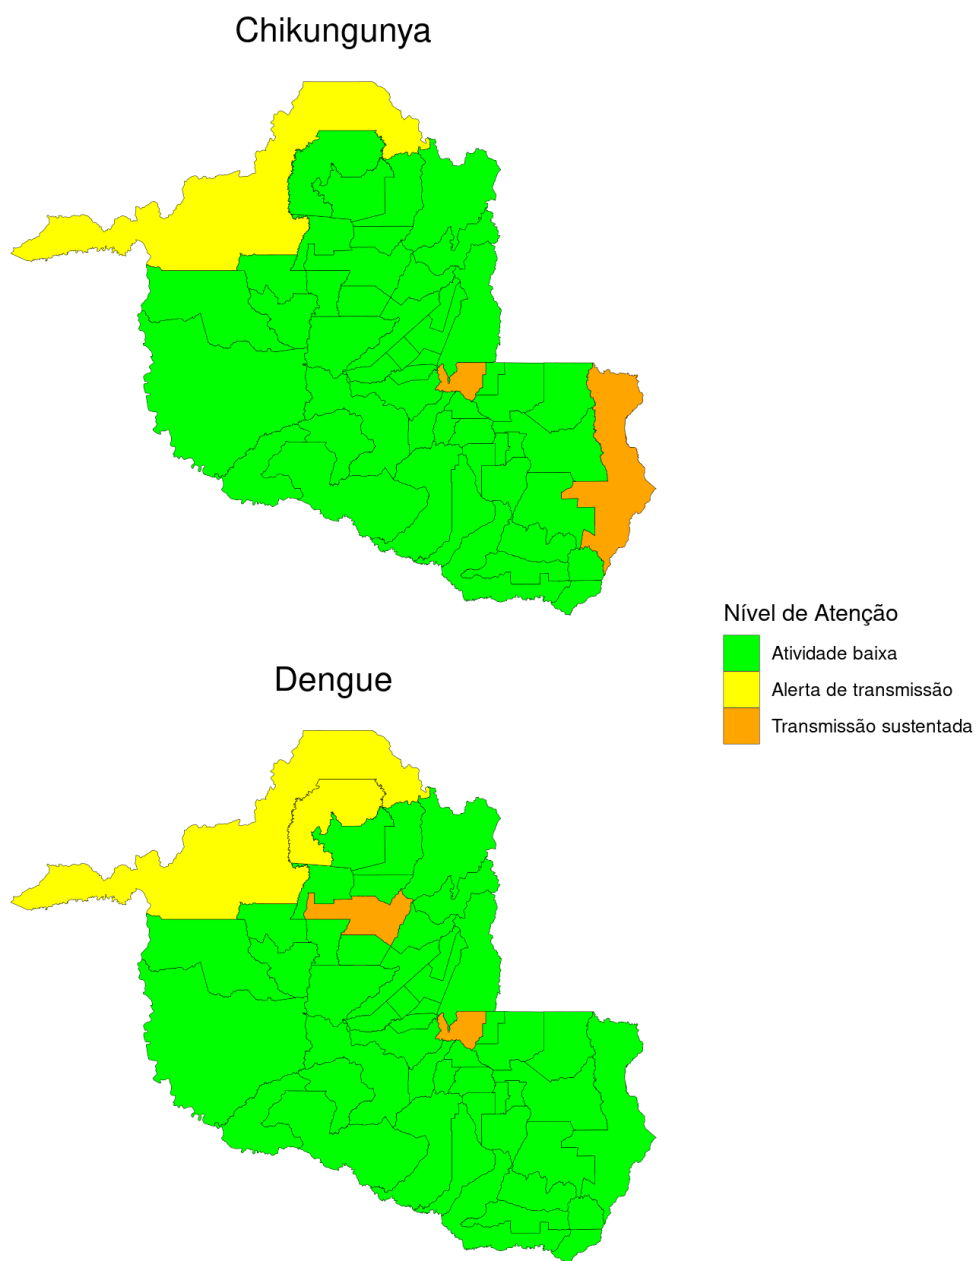 Chikungunya
Nível de Atenção
Atividade baixa
Alerta de transmissão
Transmissão sustentada
Dengue